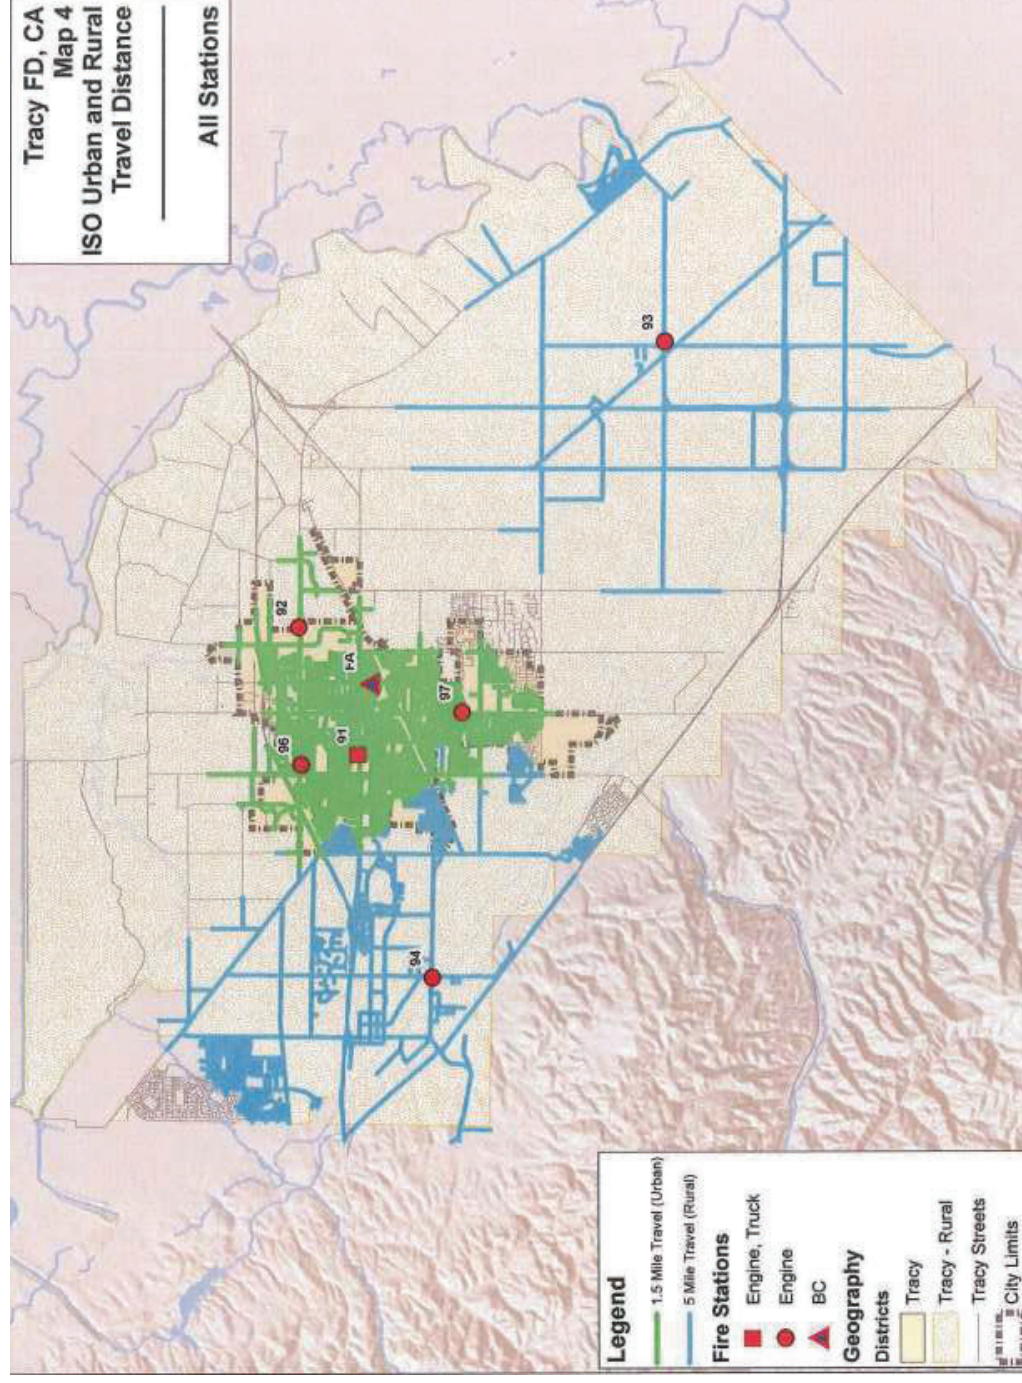 Tracy FD, CA
Map 4
ISO Urban and Rural
Travel Distance
All Stations
96
92
91
FA
97
94
93
Legend
1.5 Mile Travel (Urban)
5 Mile Travel (Rural)
Fire Stations
Engine, Truck
Engine
BC
Geography
Districts
Tracy
Tracy - Rural
Tracy Streets
City Limits